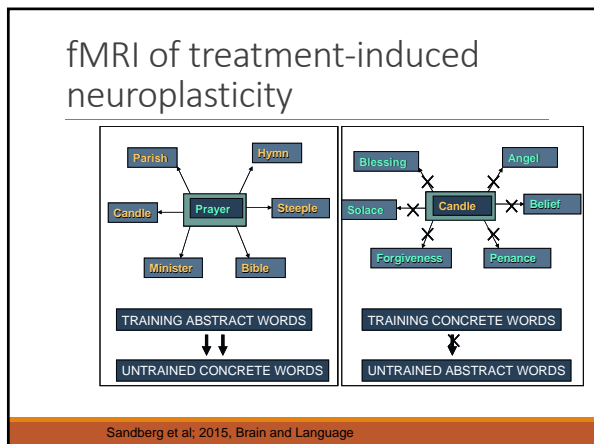 fMRI of treatment-induced
neuroplasticity
Parish
Hymn
Candle
Prayer
Steeple
Minister
Bible
TRAINING ABSTRACT WORDS
UNTRAINED CONCRETE WORDS
Blessing
Angel
Solace
Candle
Belief
Forgiveness
Penance
TRAINING CONCRETE WORDS
UNTRAINED ABSTRACT WORDS
Sandberg et al; 2015, Brain and Language